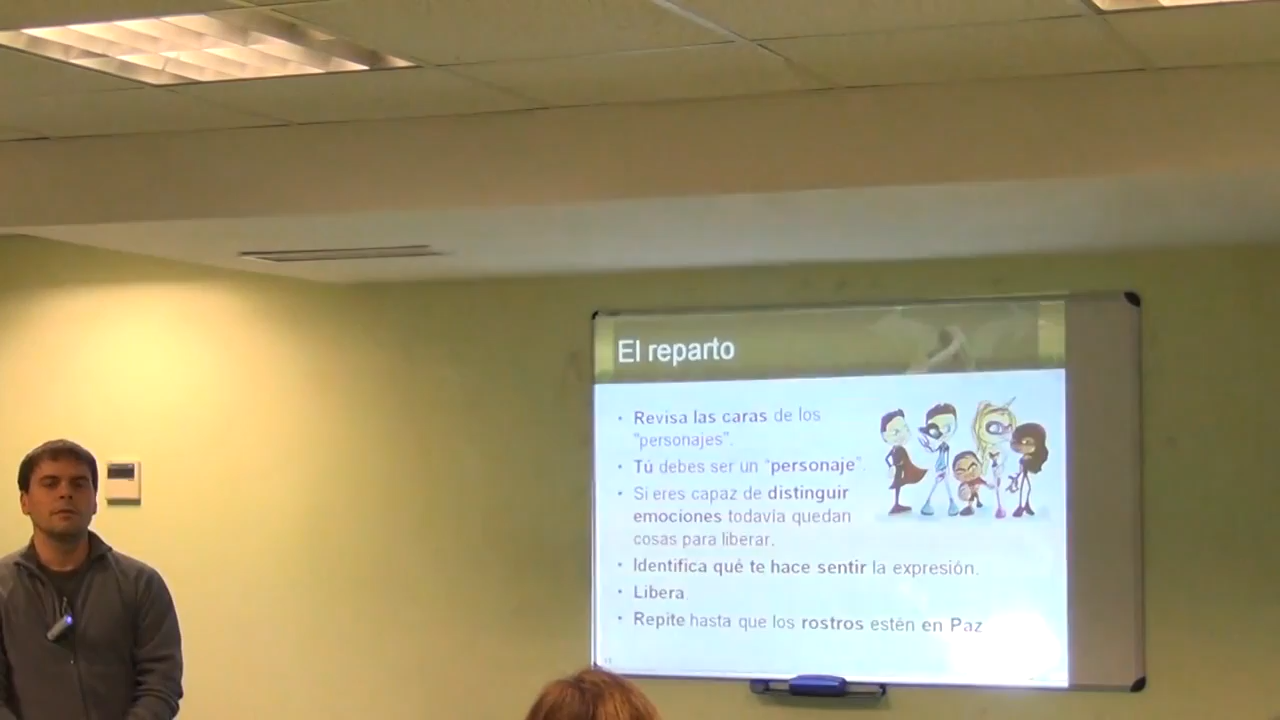 El reparto
• Revisa las caras de los
"personajes".
• Tú debes ser un "personaje".
• Si eres capaz de distinguir
emociones todavía quedan
cosas para liberar.
• Identifica qué te hace sentir la expresión.
• Libera
• Repite hasta que los rostros estén en Paz